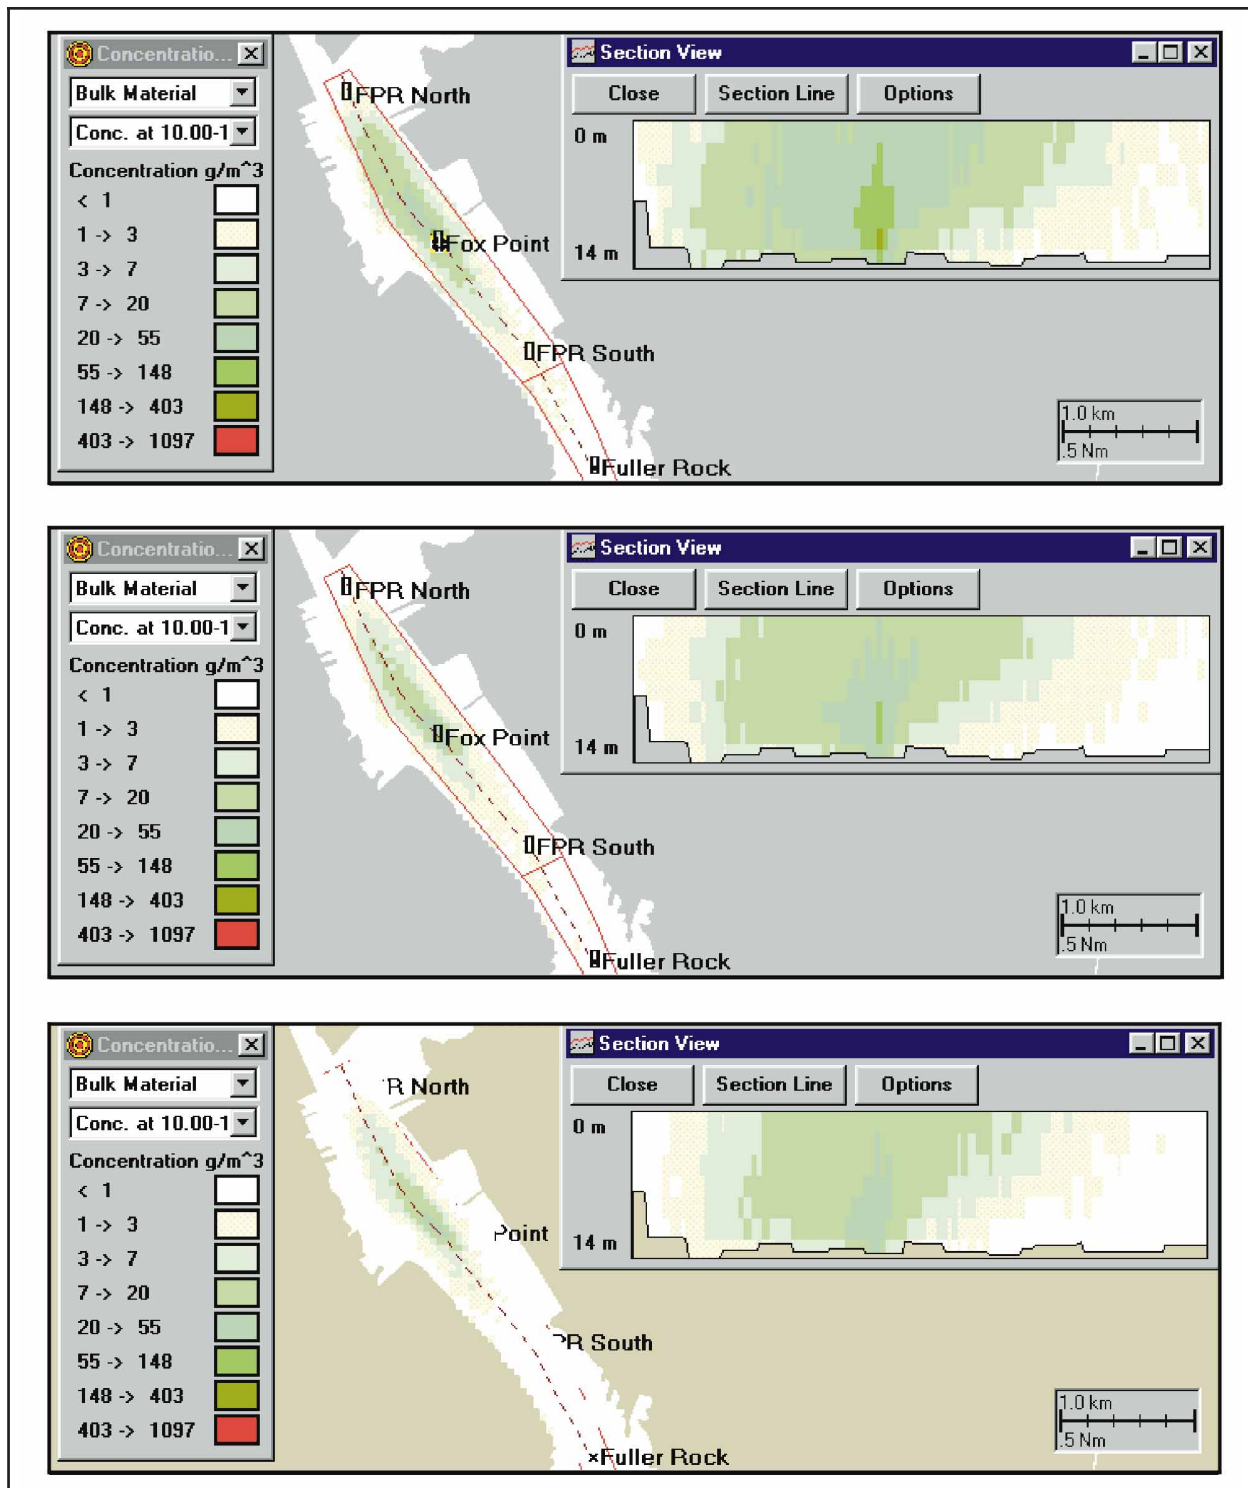 Concentratio...
Bulk Material
Conc. at 10.00-1
Concentration g/m^3
< 1
1 -> 3
3 -> 7
7 -> 20
20 -> 55
55 -> 148
148 -> 403
403 -> 1097
FPR North
Fox Point
FPR South
Fuller Rock
Section View
Close Section Line Options
0 m
14 m
1.0 km
.5 Nm
Concentratio...
Bulk Material
Conc. at 10.00-1
Concentration g/m^3
< 1
1 -> 3
3 -> 7
7 -> 20
20 -> 55
55 -> 148
148 -> 403
403 -> 1097
FPR North
Fox Point
FPR South
Fuller Rock
Section View
Close Section Line Options
0 m
14 m
1.0 km
.5 Nm
Concentratio...
Bulk Material
Conc. at 10.00-1
Concentration g/m^3
< 1
1 -> 3
3 -> 7
7 -> 20
20 -> 55
55 -> 148
148 -> 403
403 -> 1097
R North
Point
R South
Fuller Rock
Section View
Close Section Line Options
0 m
14 m
1.0 km
.5 Nm